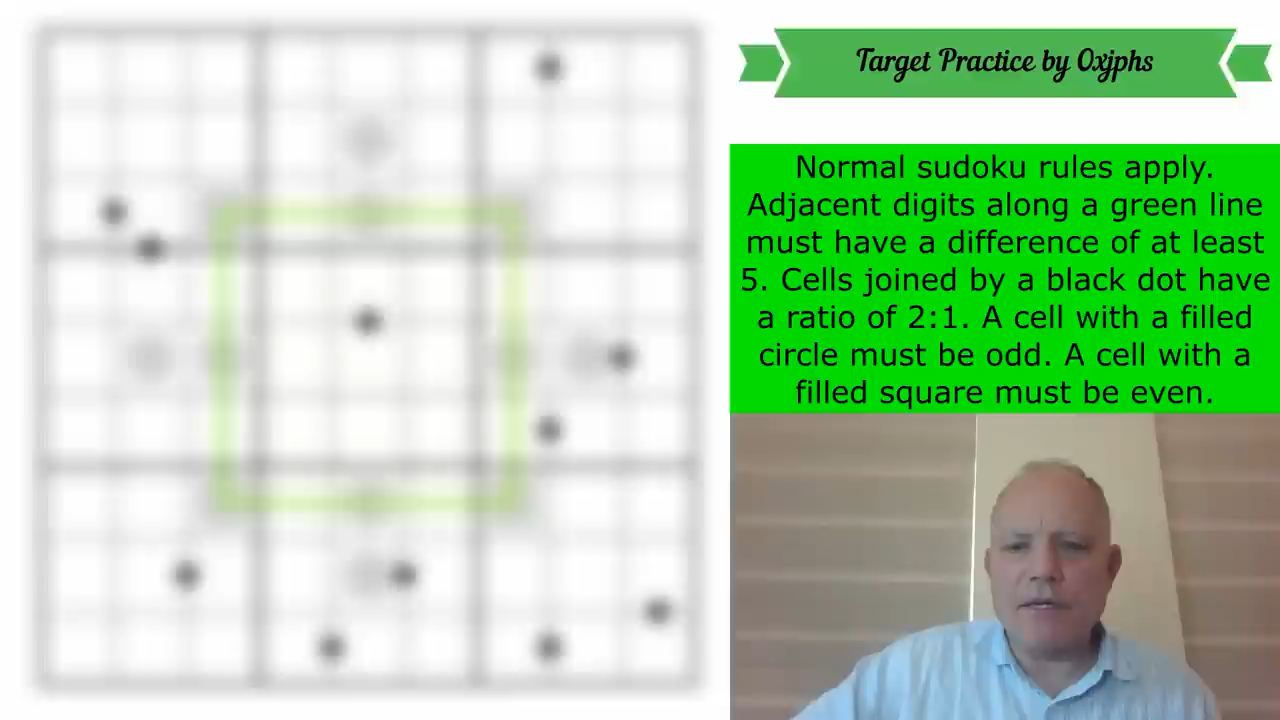 Target Practice by Oxjphs
Normal sudoku rules apply.
Adjacent digits along a green line
must have a difference of at least
5. Cells joined by a black dot have
a ratio of 2:1. A cell with a filled
circle must be odd. A cell with a
filled square must be even.